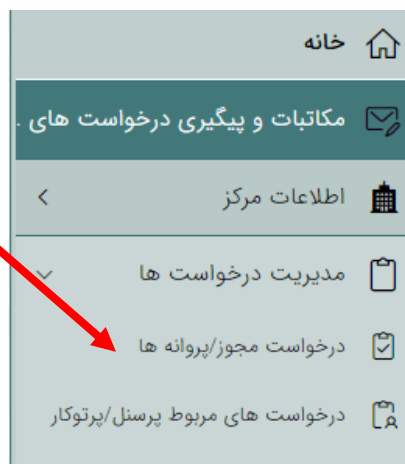 خانه
مکاتبات و پیگیری درخواست های .
اطلاعات مرکز
مدیریت درخواست ها
درخواست مجوز/پروانه ها
درخواست های مربوط پرسنل/پرتوکار